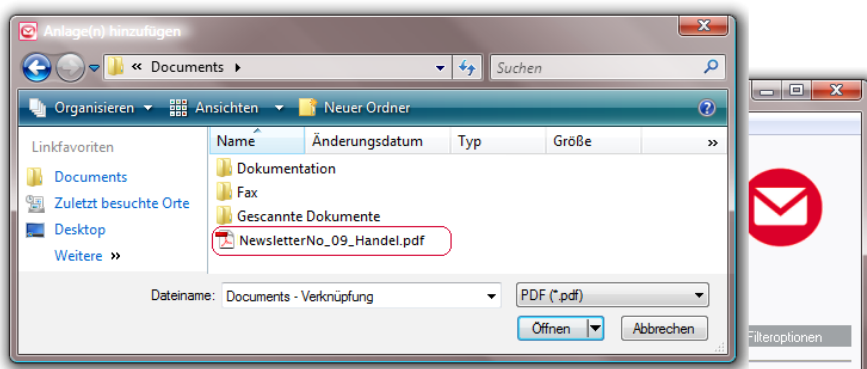 Anlage(n) hinzufügen
« Documents
Suchen
Organisieren Ansichten Neuer Ordner
Linkfavoriten
Documents
Zuletzt besuchte Orte
Desktop
Weitere »
Name Änderungsdatum Typ Größe »
Dokumentation
Fax
Gescannte Dokumente
NewsletterNo_09_Handel.pdf
Dateiname: Documents - Verknüpfung PDF (*.pdf)
Öffnen Abbrechen
Filteroptionen